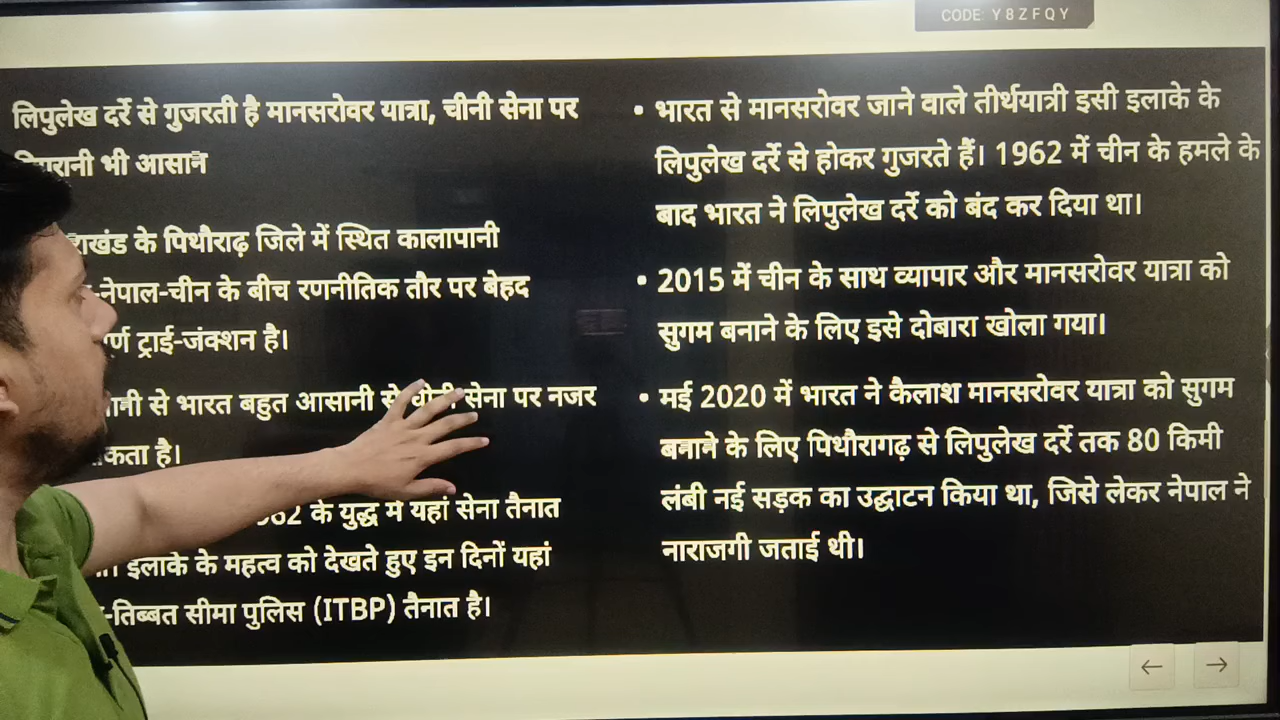 CODE: Y8ZFQY
लिपुलेख दर्रे से गुजरती है मानसरोवर यात्रा, चीनी सेना पर
भी आसान
के पिथौराढ़ जिले में स्थित कालापानी
-नेपाल-चीन के बीच रणनीतिक तौर पर बेहद
ट्राई-जंक्शन है।
से भारत बहुत आसानी से चीनी सेना पर नजर
है।
के युद्ध में यहां सेना तैनात
इलाके के महत्व को देखते हुए इन दिनों यहां
-तिब्बत सीमा पुलिस (ITBP) तैनात है।
• भारत से मानसरोवर जाने वाले तीर्थयात्री इसी इलाके के
लिपुलेख दर्रे से होकर गुजरते हैं। 1962 में चीन के हमले के
बाद भारत ने लिपुलेख दर्रे को बंद कर दिया था।
• 2015 में चीन के साथ व्यापार और मानसरोवर यात्रा को
सुगम बनाने के लिए इसे दोबारा खोला गया।
• मई 2020 में भारत ने कैलाश मानसरोवर यात्रा को सुगम
बनाने के लिए पिथौरागढ़ से लिपुलेख दर्रे तक 80 किमी
लंबी नई सड़क का उद्घाटन किया था, जिसे लेकर नेपाल ने
नाराजगी जताई थी।